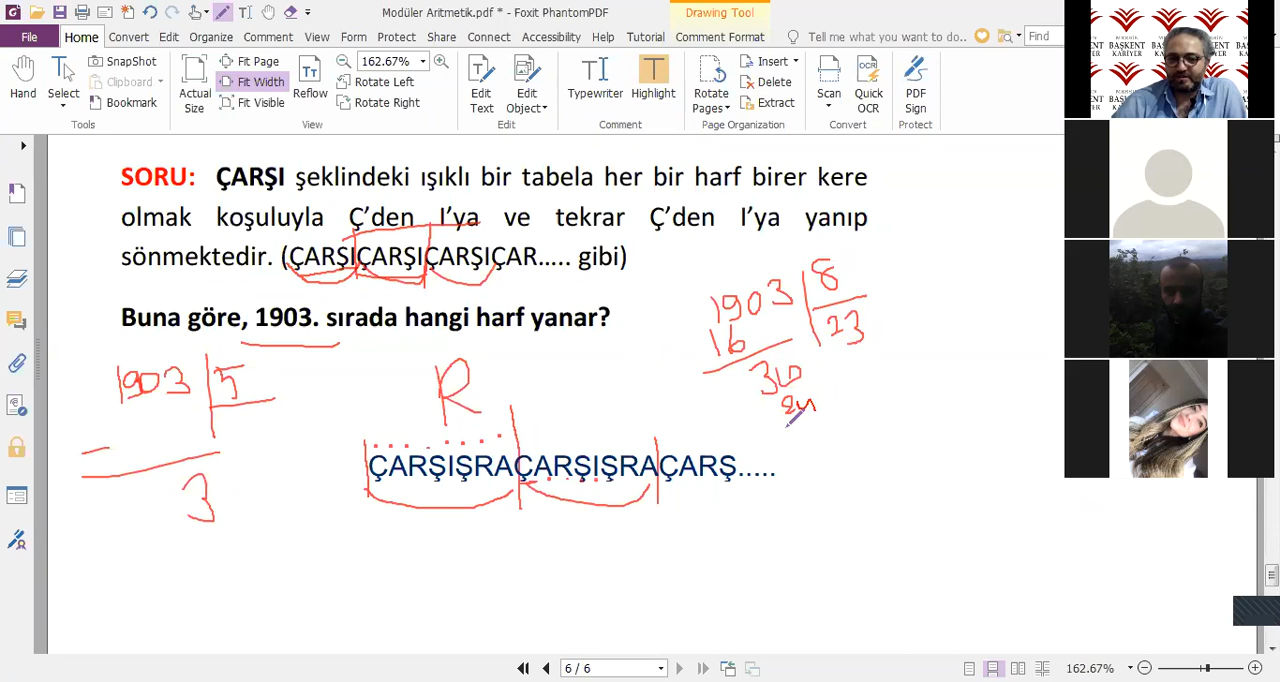 Modüler Aritmetik.pdf * - Foxit PhantomPDF
Drawing Tool
File Home Convert Edit Organize Comment View Form Protect Share Connect Accessibility Help Tutorial Comment Format Tell me what you want to do... Find
Hand
Select
SnapShot
Clipboard
Bookmark
Tools
Actual Size
Fit Page
Fit Width
Fit Visible
Reflow
162.67%
Rotate Left
Rotate Right
View
Edit Text
Edit Object
Edit
Typewriter
Highlight
Comment
Rotate Pages
Insert
Delete
Extract
Page Organization
Scan
Quick OCR
Convert
PDF Sign
Protect
BAŞKENT KARİYER
SORU: ÇARŞI şeklindeki ışıklı bir tabela her bir harf birer kere
olmak koşuluyla Ç’den I’ya ve tekrar Ç’den I’ya yanıp
sönmektedir. (ÇARŞIÇARŞIÇARŞIÇAR..... gibi)
Buna göre, 1903. sırada hangi harf yanar?
1903 8
16 23
30
24
1903 5
3
R
ÇARŞIŞRAÇARŞIŞRAÇARŞ.....
6 / 6
162.67%